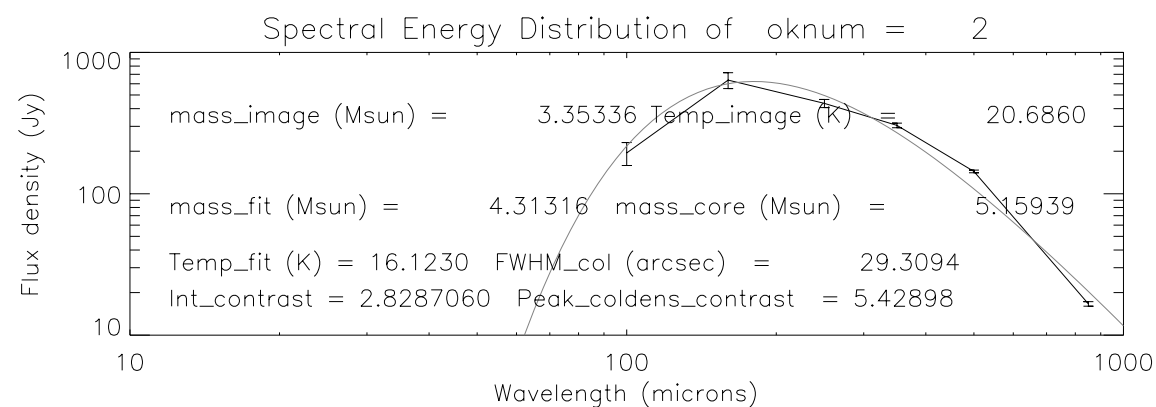 Spectral Energy Distribution of oknum = 2
1000
mass_image (Msun) = 3.35336 Temp_image (K) = 20.6860
Flux density (Jy)
100
mass_fit (Msun) = 4.31316 mass_core (Msun) = 5.15939
Temp_fit (K) = 16.1230 FWHM_col (arcsec) = 29.3094
Int_contrast = 2.8287060 Peak_coldens_contrast = 5.42898
10
10 100 1000
Wavelength (microns)